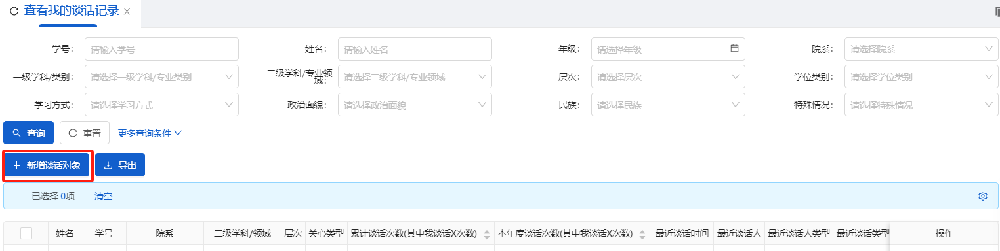 查看我的谈话记录
学号： 请输入学号 姓名： 请输入姓名 年级： 请选择年级 院系： 请选择院系
一级学科/类别： 请选择一级学科/专业类别 二级学科/专业领域： 请选择二级学科/专业领域 层次： 请选择层次 学位类别： 请选择学位类别
学习方式： 请选择学习方式 政治面貌： 请选择政治面貌 民族： 请选择民族 特殊情况： 请选择特殊情况
查询 重置 更多查询条件
新增谈话对象 导出
已选择 0项 清空
姓名 学号 院系 二级学科/领域 层次 关心类型 累计谈话次数(其中我谈话X次数) 本年度谈话次数(其中我谈话X次数) 最近谈话时间 最近谈话人 最近谈话人类型 最近谈话类型 操作